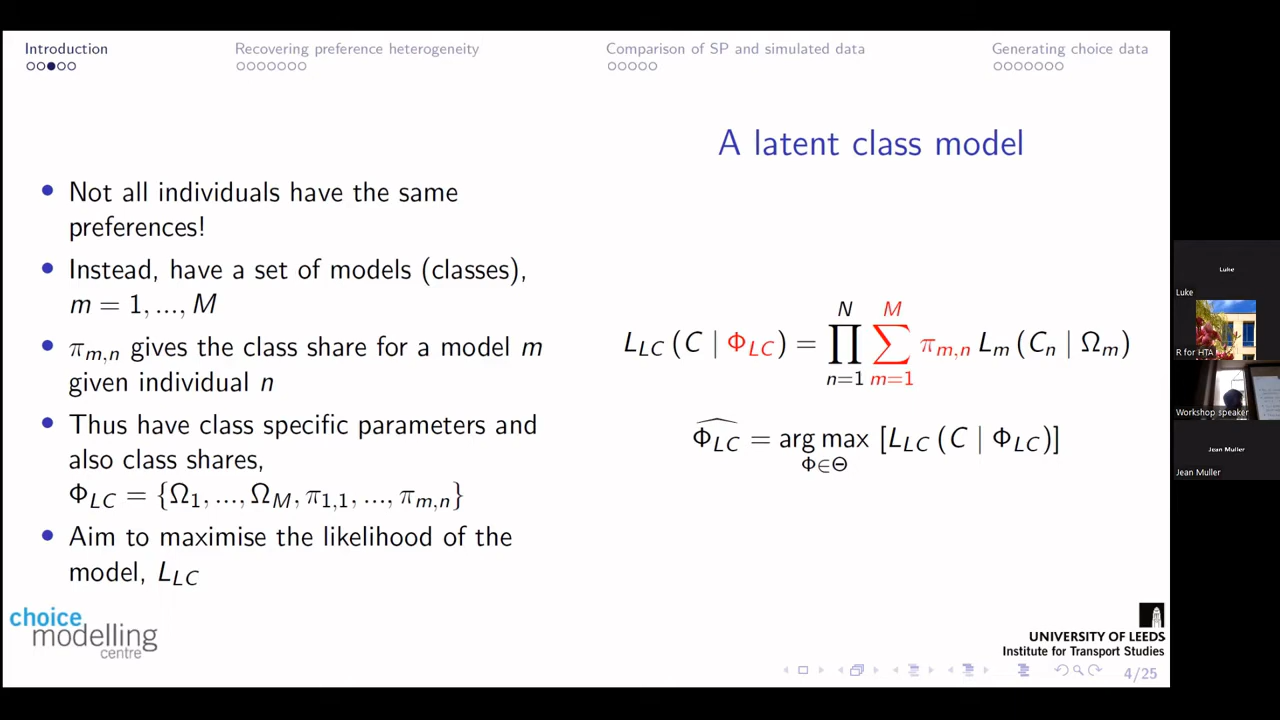 Introduction
Recovering preference heterogeneity
Comparison of SP and simulated data
Generating choice data
A latent class model
• Not all individuals have the same
preferences!
• Instead, have a set of models (classes),
m = 1, ..., M
• π_{m,n} gives the class share for a model m
given individual n
• Thus have class specific parameters and
also class shares,
Φ_{LC} = {Ω_1, ..., Ω_M, π_{1,1}, ..., π_{m,n}}
• Aim to maximise the likelihood of the
model, L_{LC}
L_{LC} (C | Φ_{LC}) = ∏_{n=1}^{N} ∑_{m=1}^{M} π_{m,n} L_m (C_n | Ω_m)
\widehat{Φ_{LC}} = arg max_{Φ∈Θ} [L_{LC} (C | Φ_{LC})]
choice
modelling
centre
UNIVERSITY OF LEEDS
Institute for Transport Studies
4/25
Luke
Luke
R for HTA
Workshop speaker
Jean Muller
Jean Muller